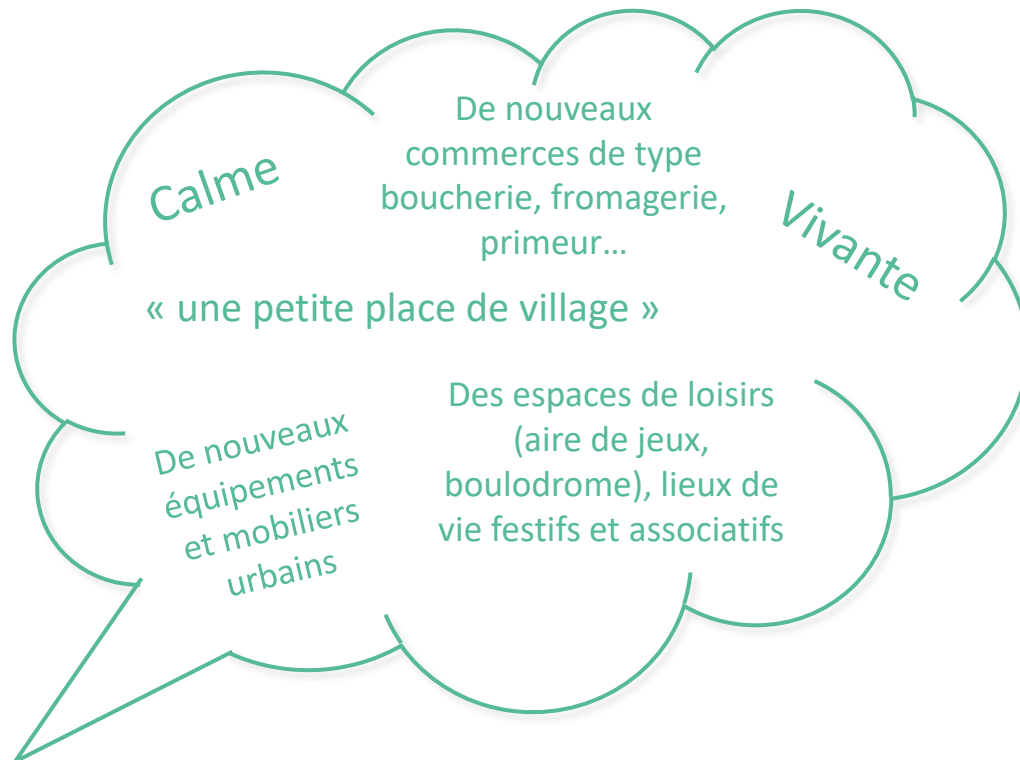 Calme
De nouveaux
commerces de type
boucherie, fromagerie,
primeur…
Vivante
« une petite place de village »
De nouveaux
équipements
et mobiliers
urbains
Des espaces de loisirs
(aire de jeux,
boulodrome), lieux de
vie festifs et associatifs